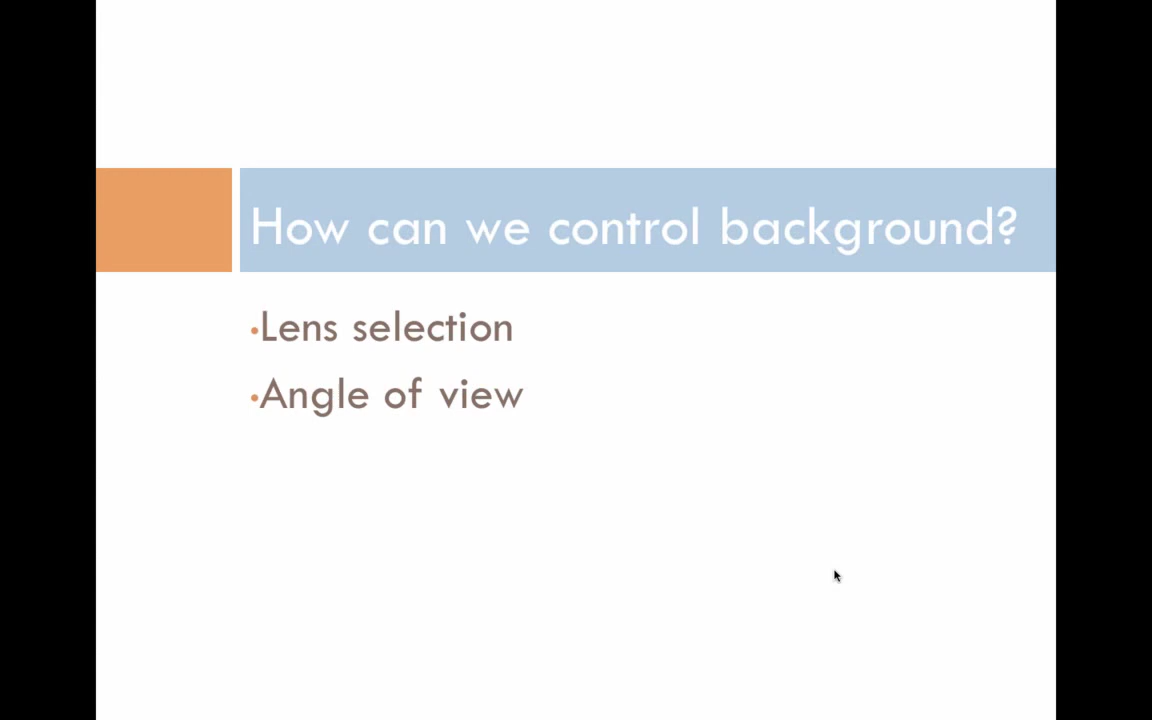 How can we control background?
•Lens selection
•Angle of view